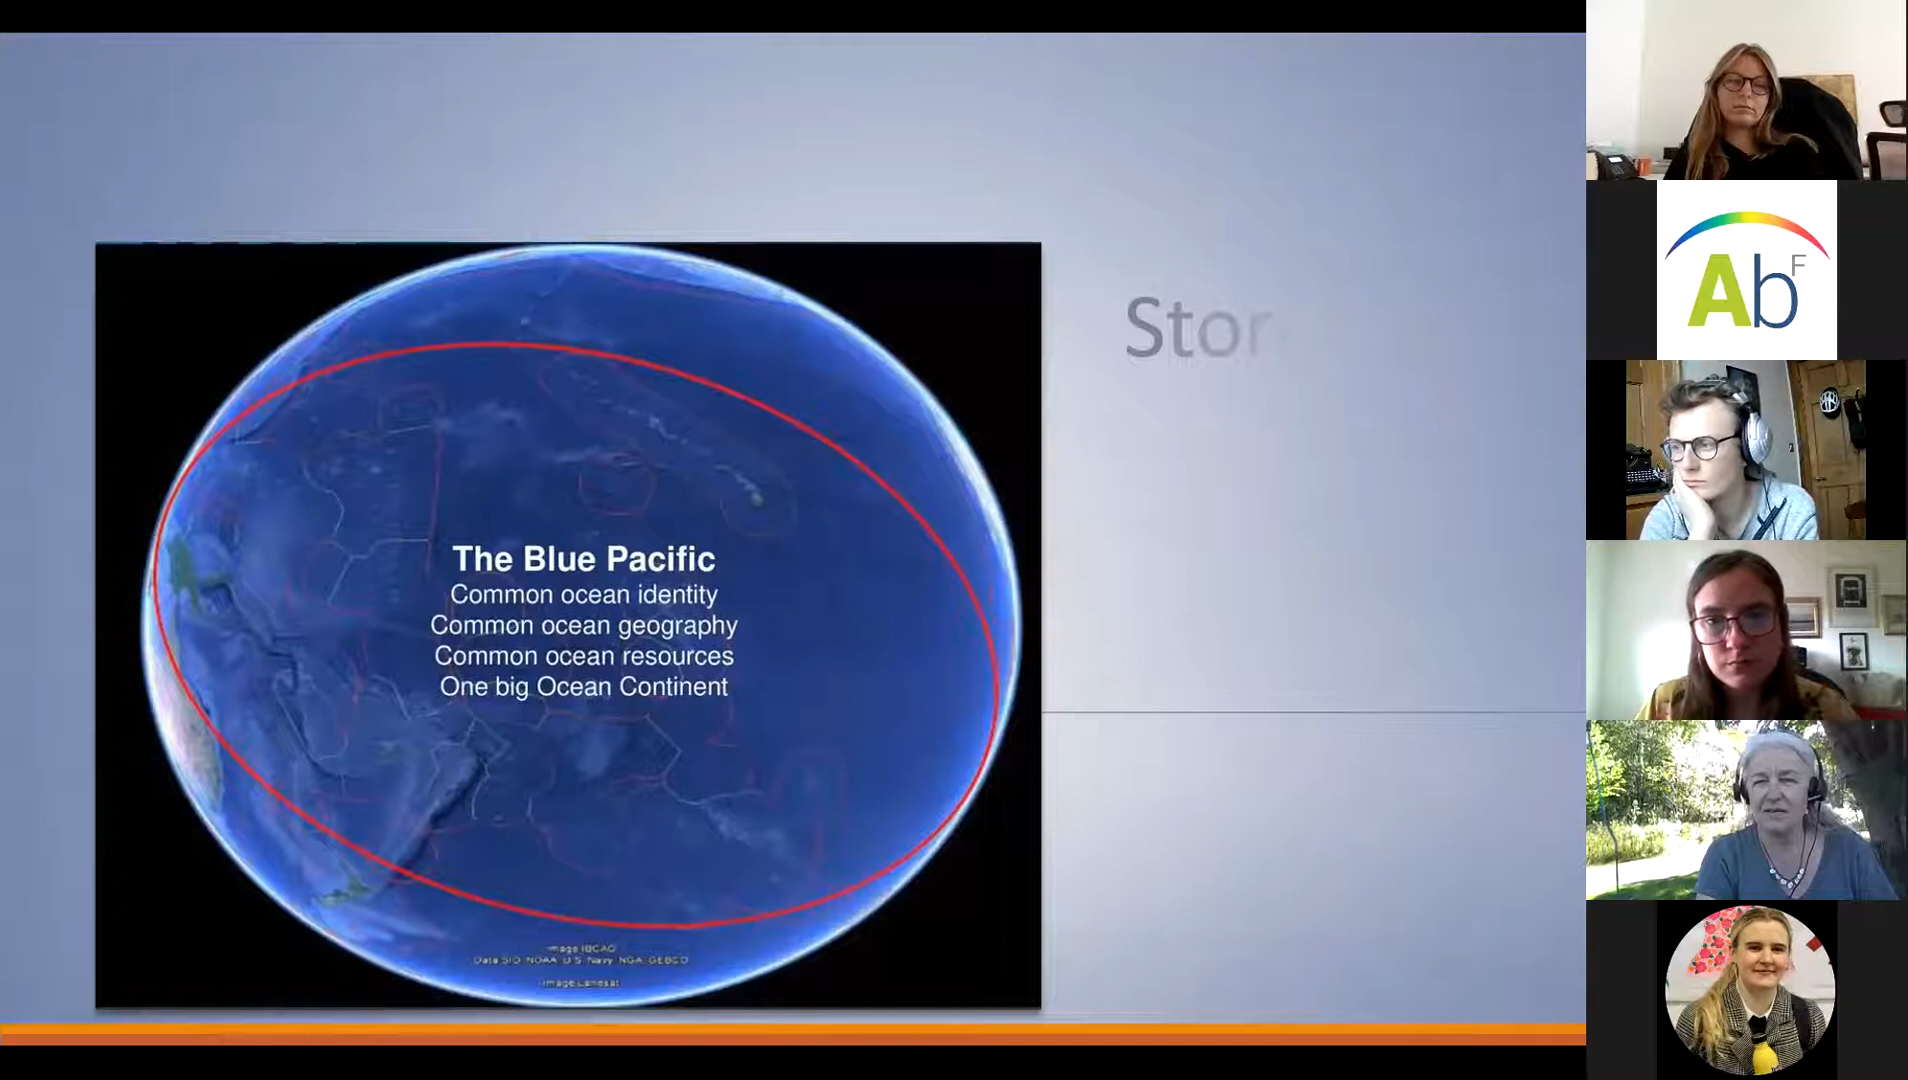 Stor
The Blue Pacific
Common ocean identity
Common ocean geography
Common ocean resources
One big Ocean Continent
Image IBCAO
Data SIO, NOAA, U.S. Navy, NGA, GEBCO
Image Landsat
AbF